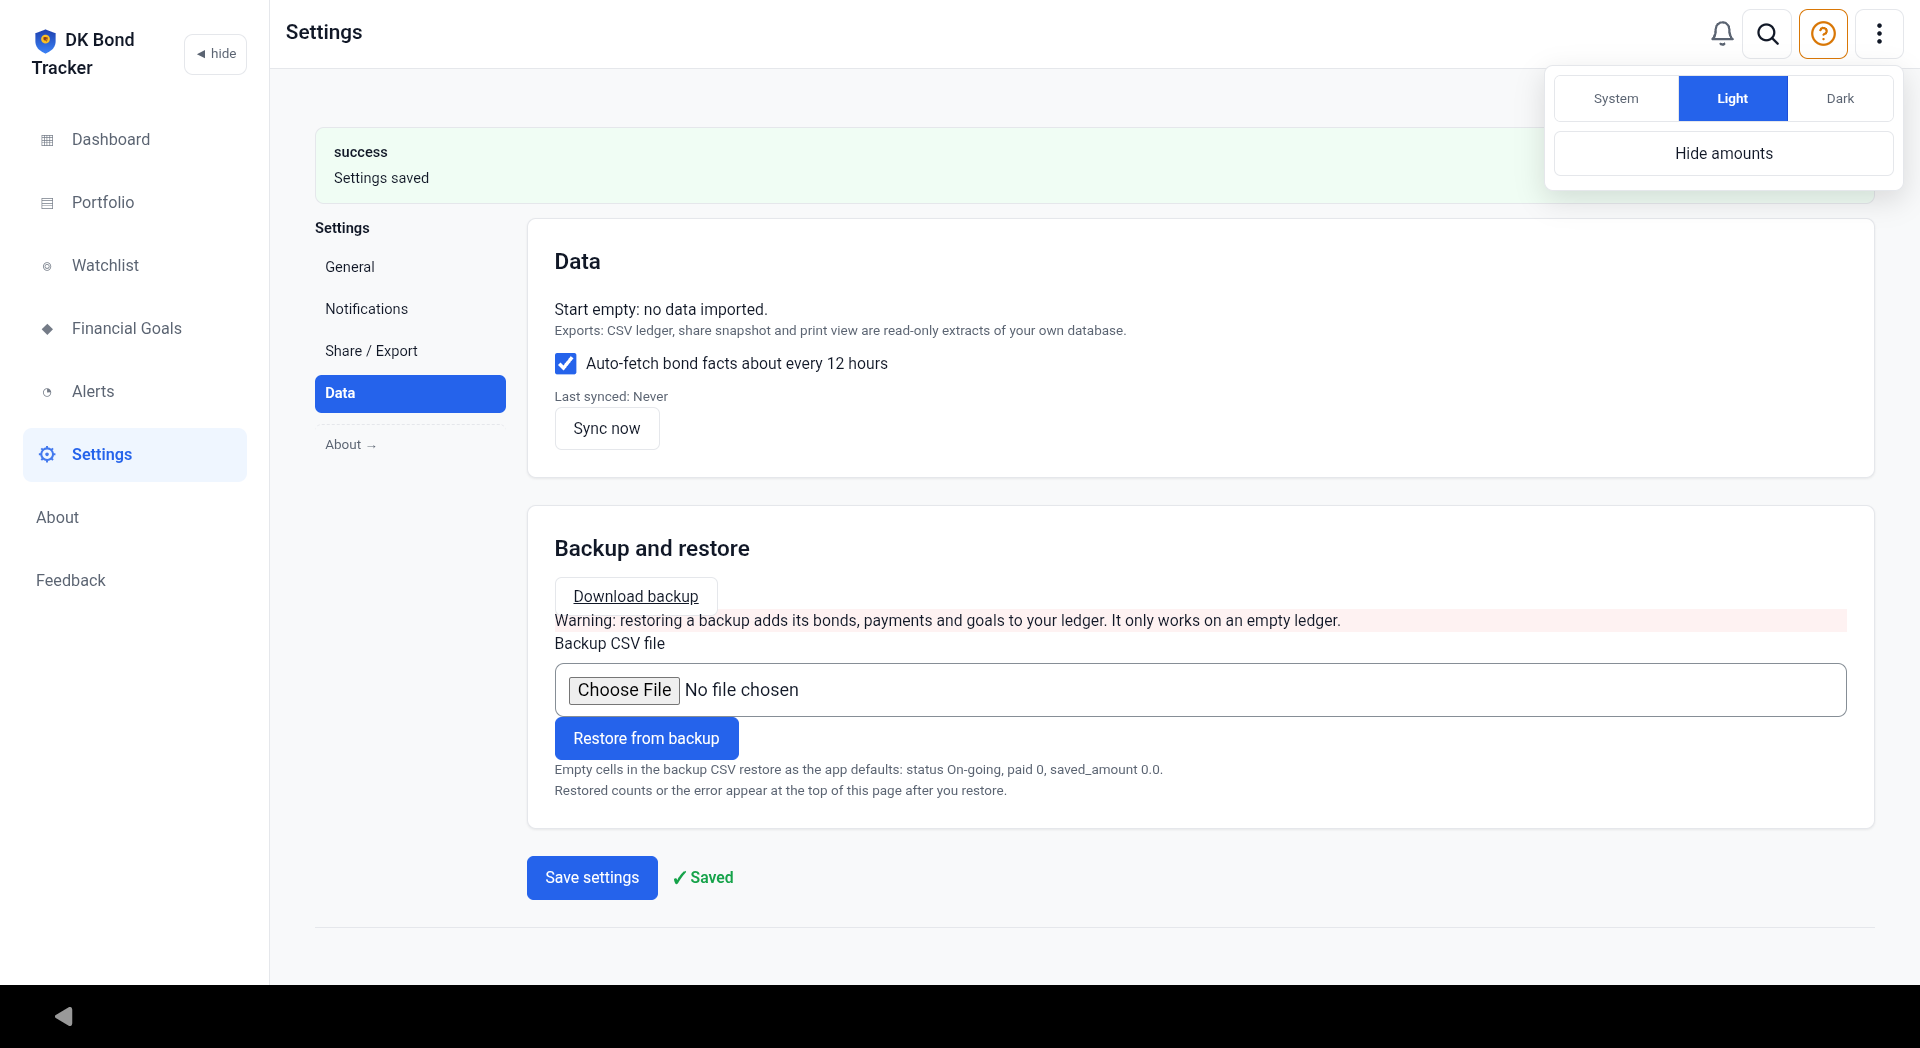 DK Bond
Tracker
◄ hide
Dashboard
Portfolio
Watchlist
Financial Goals
Alerts
Settings
About
Feedback
Settings
System
Light
Dark
Hide amounts
success
Settings saved
Settings
General
Notifications
Share / Export
Data
About →
Data
Start empty: no data imported.
Exports: CSV ledger, share snapshot and print view are read-only extracts of your own database.
Auto-fetch bond facts about every 12 hours
Last synced: Never
Sync now
Backup and restore
Download backup
Warning: restoring a backup adds its bonds, payments and goals to your ledger. It only works on an empty ledger.
Backup CSV file
Choose File No file chosen
Restore from backup
Empty cells in the backup CSV restore as the app defaults: status On-going, paid 0, saved_amount 0.0.
Restored counts or the error appear at the top of this page after you restore.
Save settings ✓ Saved